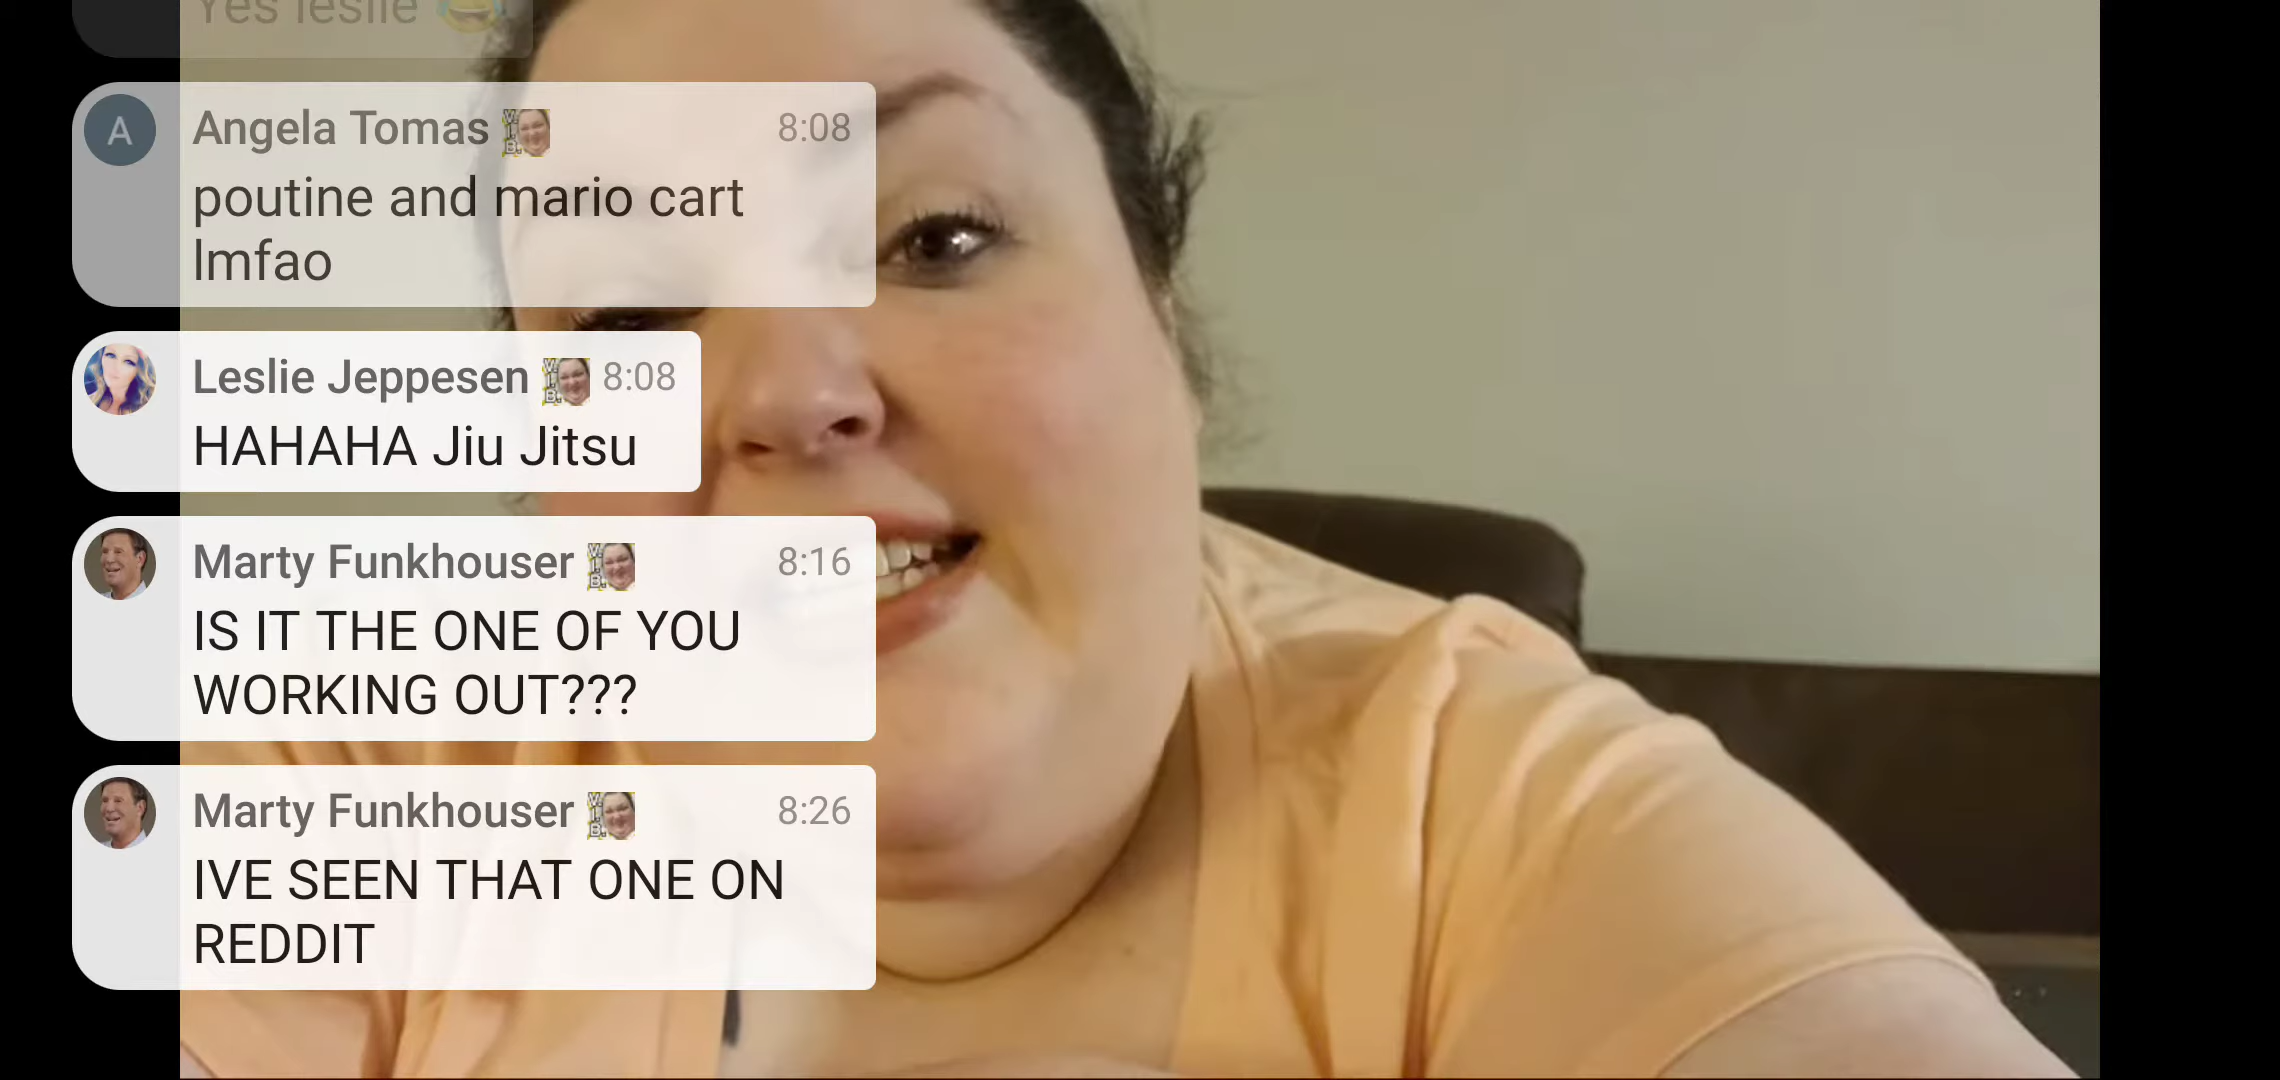 Yes leslie 😂
A
Angela Tomas
8:08
poutine and mario cart
lmfao
Leslie Jeppesen
8:08
HAHAHA Jiu Jitsu
Marty Funkhouser
8:16
IS IT THE ONE OF YOU
WORKING OUT???
Marty Funkhouser
8:26
IVE SEEN THAT ONE ON
REDDIT